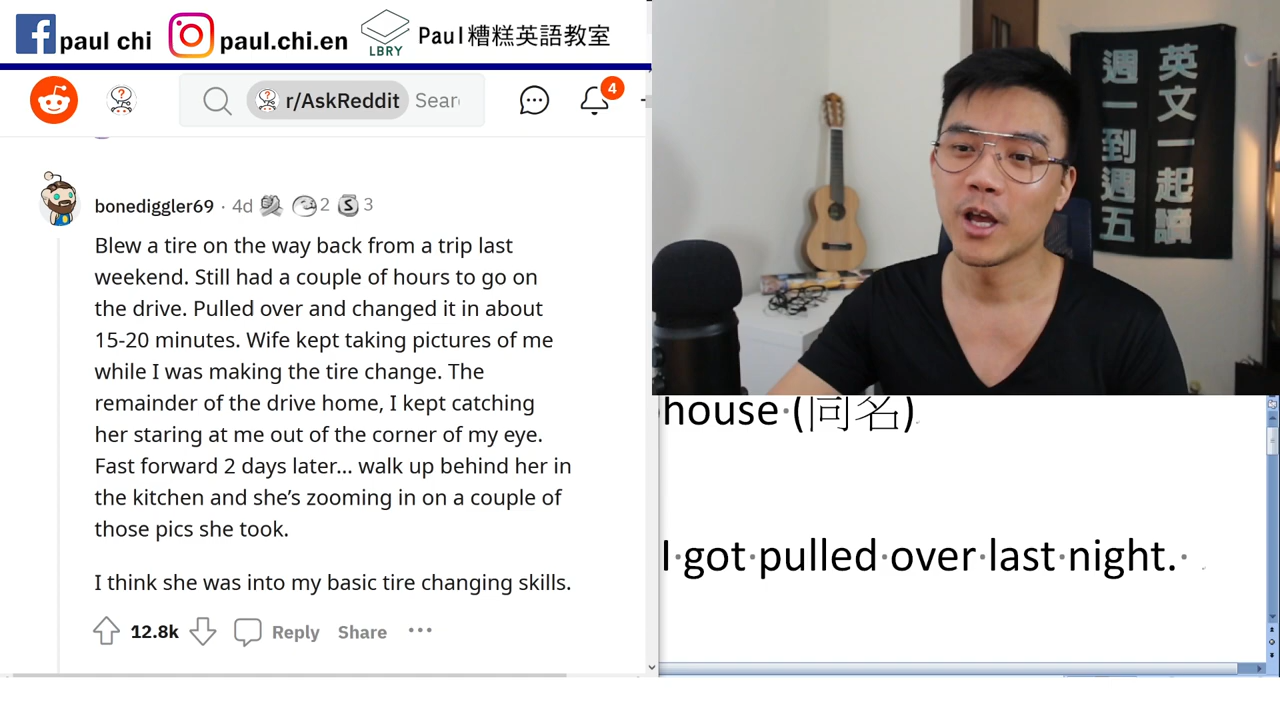 paul chi
paul.chi.en
LBRY
Paul糟糕英語教室
r/AskReddit
Sear
4
bonediggler69 · 4d 2 S 3
Blew a tire on the way back from a trip last
weekend. Still had a couple of hours to go on
the drive. Pulled over and changed it in about
15-20 minutes. Wife kept taking pictures of me
while I was making the tire change. The
remainder of the drive home, I kept catching
her staring at me out of the corner of my eye.
Fast forward 2 days later... walk up behind her in
the kitchen and she’s zooming in on a couple of
those pics she took.
I think she was into my basic tire changing skills.
12.8k Reply Share
英文一起讀
週一到週五
house (同名)
I got pulled over last night.